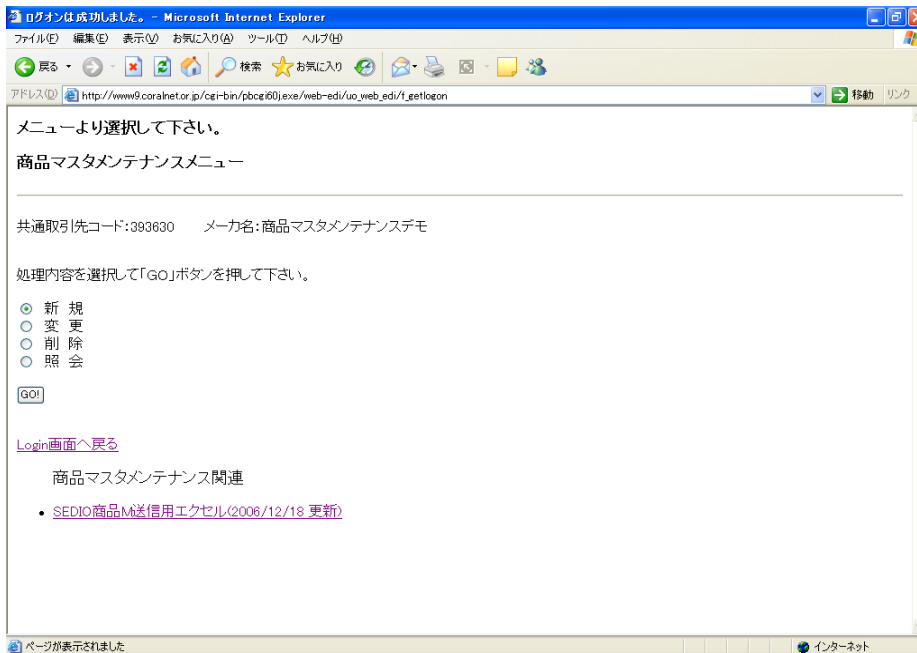 ログオンは成功しました。 - Microsoft Internet Explorer
ファイル(F) 編集(E) 表示(V) お気に入り(A) ツール(T) ヘルプ(H)
戻る 検索 お気に入り
アドレス(D) http://www9.coralnet.or.jp/cgi-bin/pbcgi60j.exe/web-edi/uo_web_edi/f_getlogon 移動 リンク
メニューより選択して下さい。
商品マスタメンテナンスメニュー
共通取引先コード:393630 メーカ名:商品マスタメンテナンスデモ
処理内容を選択して「GO」ボタンを押して下さい。
新 規
変 更
削 除
照 会
GO!
Login画面へ戻る
商品マスタメンテナンス関連
• SEDIO商品M送信用エクセル(2006/12/18 更新)
ページが表示されました インターネット